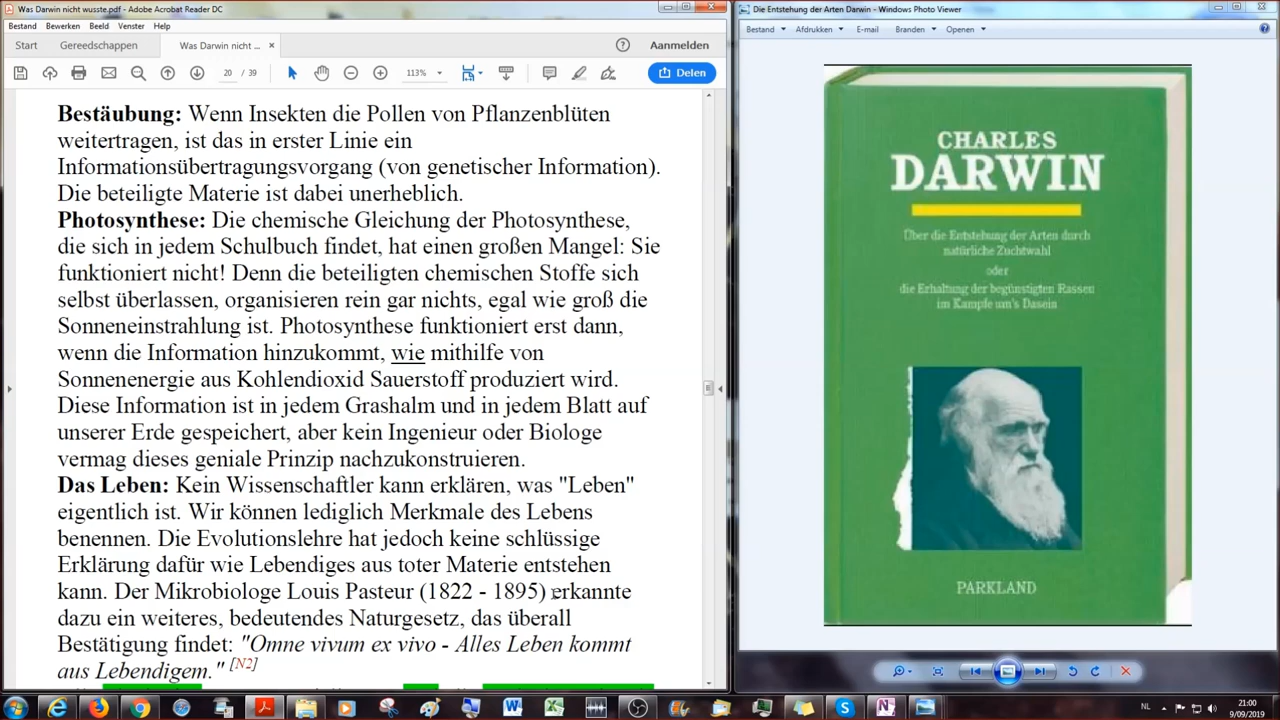 Was Darwin nicht wusste.pdf - Adobe Acrobat Reader DC
Bestand Bewerken Beeld Venster Help
Start Gereedschappen Was Darwin nicht ... × Aanmelden
20 / 39 113% Delen
Bestäubung: Wenn Insekten die Pollen von Pflanzenblüten
weitertragen, ist das in erster Linie ein
Informationsübertragungsvorgang (von genetischer Information).
Die beteiligte Materie ist dabei unerheblich.
Photosynthese: Die chemische Gleichung der Photosynthese,
die sich in jedem Schulbuch findet, hat einen großen Mangel: Sie
funktioniert nicht! Denn die beteiligten chemischen Stoffe sich
selbst überlassen, organisieren rein gar nichts, egal wie groß die
Sonneneinstrahlung ist. Photosynthese funktioniert erst dann,
wenn die Information hinzukommt, wie mithilfe von
Sonnenenergie aus Kohlendioxid Sauerstoff produziert wird.
Diese Information ist in jedem Grashalm und in jedem Blatt auf
unserer Erde gespeichert, aber kein Ingenieur oder Biologe
vermag dieses geniale Prinzip nachzukonstruieren.
Das Leben: Kein Wissenschaftler kann erklären, was "Leben"
eigentlich ist. Wir können lediglich Merkmale des Lebens
benennen. Die Evolutionslehre hat jedoch keine schlüssige
Erklärung dafür wie Lebendiges aus toter Materie entstehen
kann. Der Mikrobiologe Louis Pasteur (1822 - 1895) erkannte
dazu ein weiteres, bedeutendes Naturgesetz, das überall
Bestätigung findet: "Omne vivum ex vivo - Alles Leben kommt
aus Lebendigem." [N2]
Die Entstehung der Arten Darwin - Windows Photo Viewer
Bestand Afdrukken E-mail Branden Openen
CHARLES
DARWIN
Über die Entstehung der Arten durch
natürliche Zuchtwahl
oder
die Erhaltung der begünstigten Rassen
im Kampfe um's Dasein
PARKLAND
NL 21:00
9/09/2019